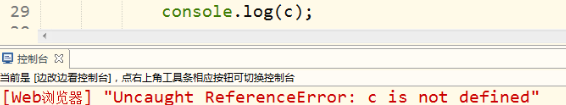 29 console.log(c);
控制台
当前是 [边改边看控制台]，点右上角工具条相应按钮可切换控制台
[Web浏览器] "Uncaught ReferenceError: c is not defined"